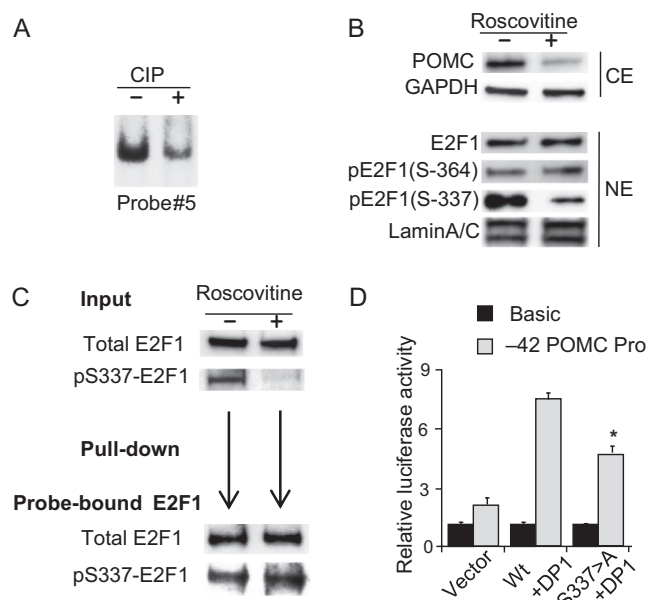 A
CIP
– +
Probe#5
B
Roscovitine
– +
POMC
GAPDH
CE
E2F1
pE2F1(S-364)
pE2F1(S-337)
LaminA/C
NE
C
Input
Roscovitine
– +
Total E2F1
pS337-E2F1
Pull-down
Probe-bound E2F1
Total E2F1
pS337-E2F1
D
Basic
–42 POMC Pro
Relative luciferase activity
9
6
3
0
*
Vector
Wt
+DP1
S337>A
+DP1